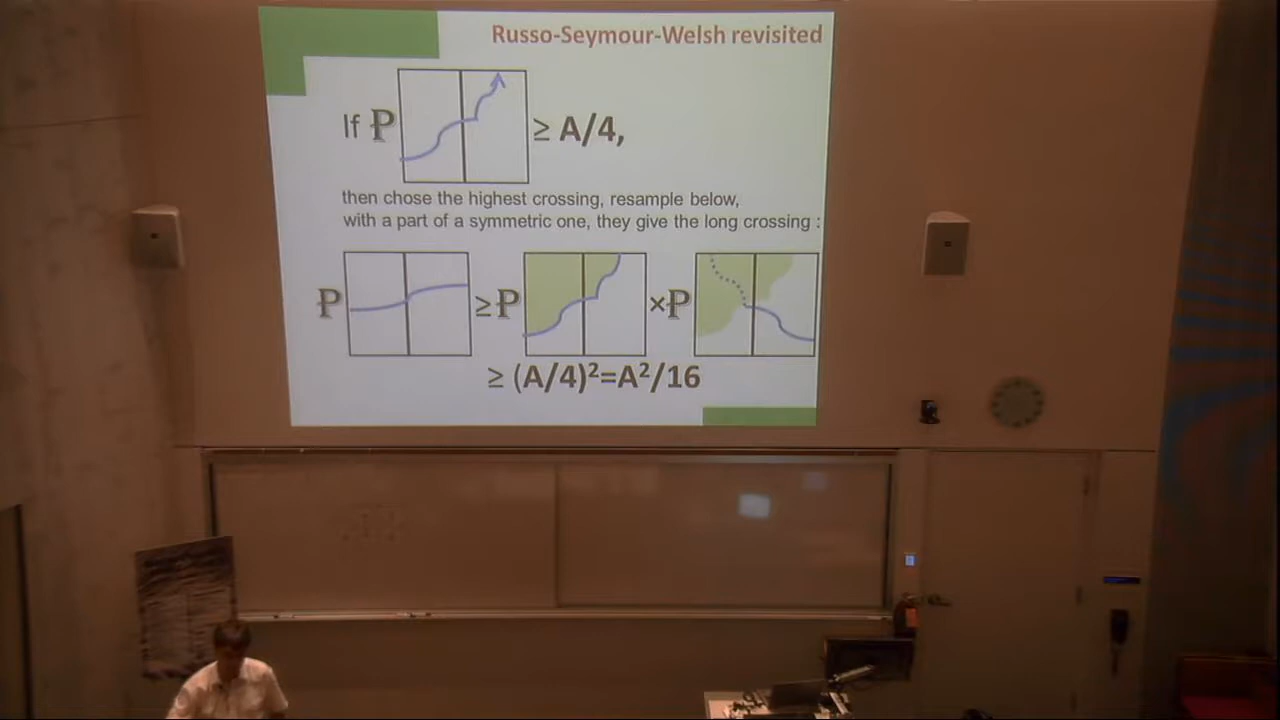 Russo-Seymour-Welsh revisited
If P ≥ A/4,
then chose the highest crossing, resample below,
with a part of a symmetric one, they give the long crossing :
P ≥ P × P
≥ (A/4)²=A²/16